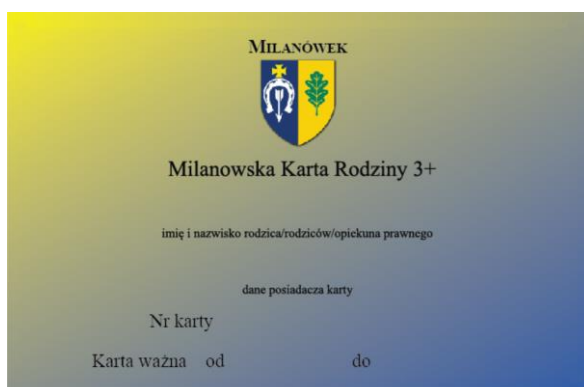 MILANÓWEK
Milanowska Karta Rodziny 3+
imię i nazwisko rodzica/rodziców/opiekuna prawnego
dane posiadacza karty
Nr karty
Karta ważna od do